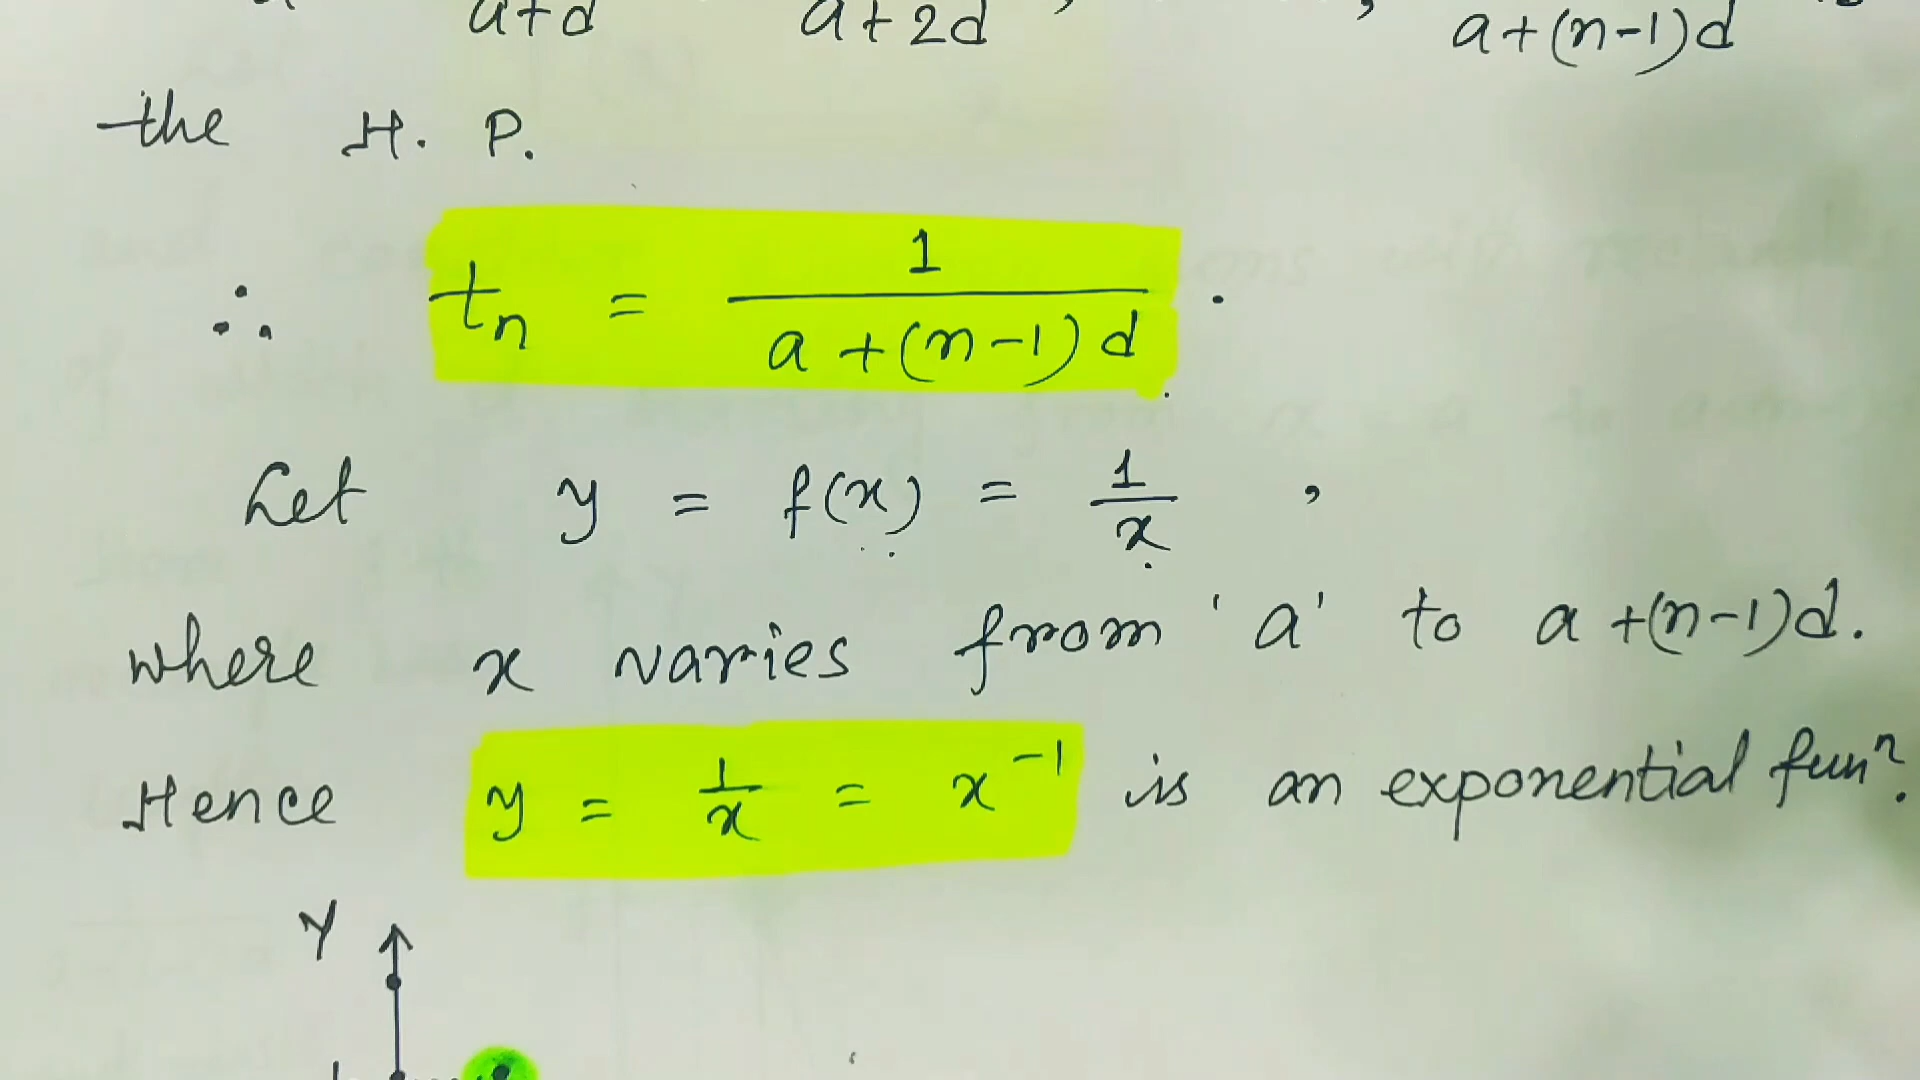 a+d a+2d , , a+(n-1)d
the H. P.
∴ tn = 1/(a+(n-1)d) .
Let y = f(x) = 1/x ,
where x varies from 'a' to a+(n-1)d.
Hence y = 1/x = x^-1 is an exponential funⁿ.
Y